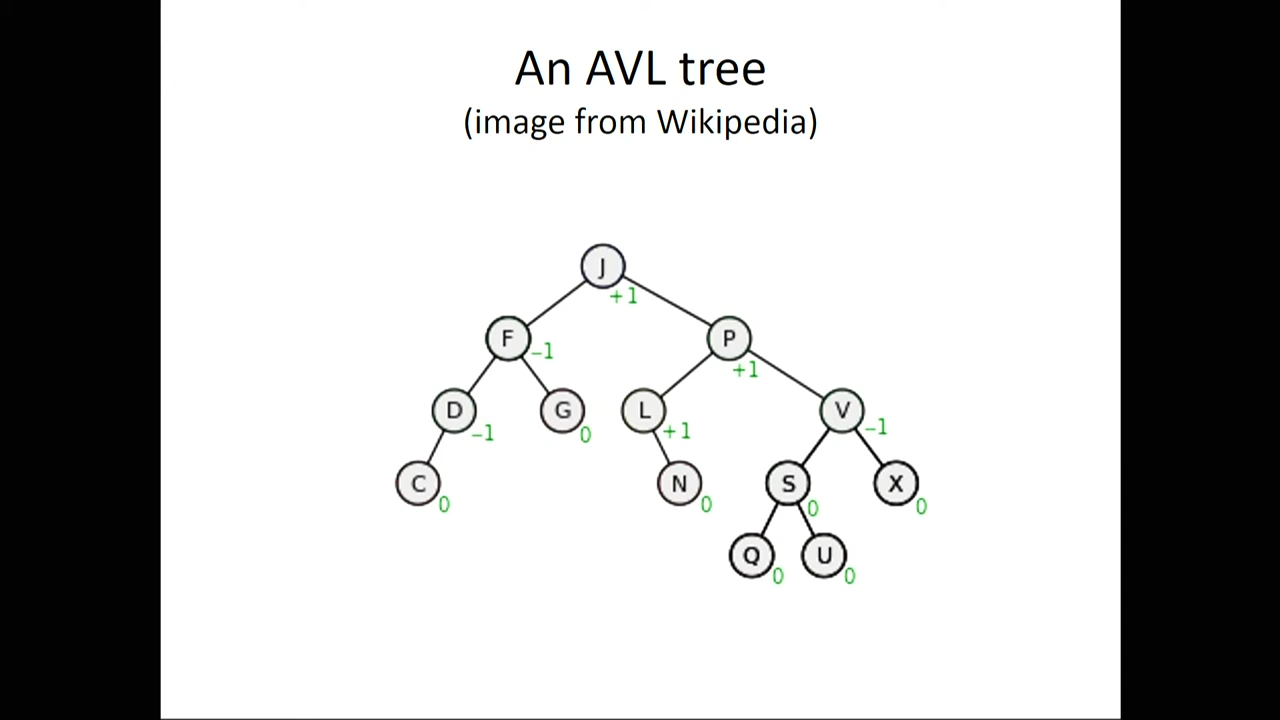 An AVL tree
(image from Wikipedia)
J
+1
F
−1
P
+1
D
−1
G
0
L
+1
V
−1
C
0
N
0
S
0
X
0
Q
0
U
0